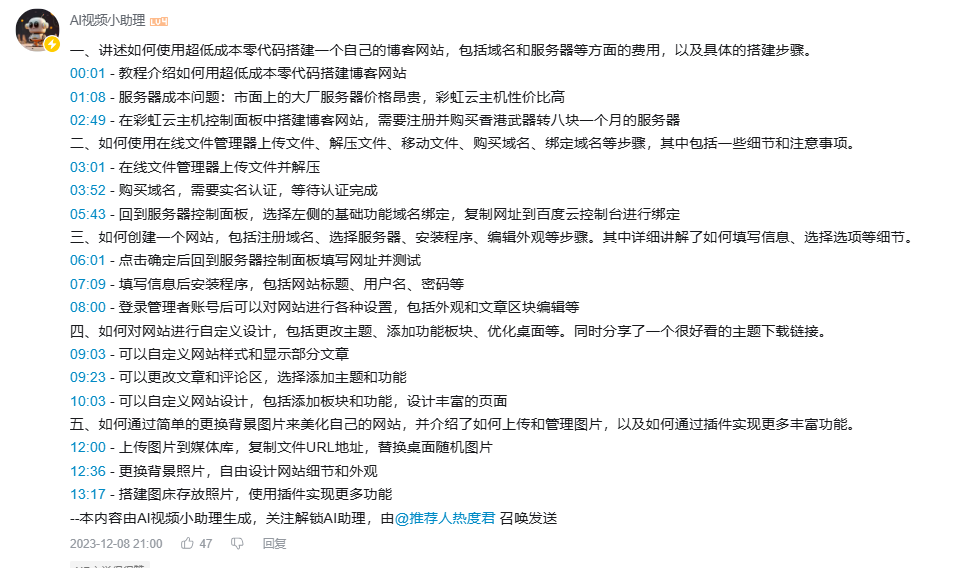 AI视频小助理 LV4
一、讲述如何使用超低成本零代码搭建一个自己的博客网站，包括域名和服务器等方面的费用，以及具体的搭建步骤。
00:01 - 教程介绍如何用超低成本零代码搭建博客网站
01:08 - 服务器成本问题：市面上的大厂服务器价格昂贵，彩虹云主机性价比高
02:49 - 在彩虹云主机控制面板中搭建博客网站，需要注册并购买香港武器转八块一个月的服务器
二、如何使用在线文件管理器上传文件、解压文件、移动文件、购买域名、绑定域名等步骤，其中包括一些细节和注意事项。
03:01 - 在线文件管理器上传文件并解压
03:52 - 购买域名，需要实名认证，等待认证完成
05:43 - 回到服务器控制面板，选择左侧的基础功能域名绑定，复制网址到百度云控制台进行绑定
三、如何创建一个网站，包括注册域名、选择服务器、安装程序、编辑外观等步骤。其中详细讲解了如何填写信息、选择选项等细节。
06:01 - 点击确定后回到服务器控制面板填写网址并测试
07:09 - 填写信息后安装程序，包括网站标题、用户名、密码等
08:00 - 登录管理者账号后可以对网站进行各种设置，包括外观和文章区块编辑等
四、如何对网站进行自定义设计，包括更改主题、添加功能板块、优化桌面等。同时分享了一个很好看的主题下载链接。
09:03 - 可以自定义网站样式和显示部分文章
09:23 - 可以更改文章和评论区，选择添加主题和功能
10:03 - 可以自定义网站设计，包括添加板块和功能，设计丰富的页面
五、如何通过简单的更换背景图片来美化自己的网站，并介绍了如何上传和管理图片，以及如何通过插件实现更多丰富功能。
12:00 - 上传图片到媒体库，复制文件URL地址，替换桌面随机图片
12:36 - 更换背景照片，自由设计网站细节和外观
13:17 - 搭建图床存放照片，使用插件实现更多功能
--本内容由AI视频小助理生成，关注解锁AI助理，由@推荐人热度君 召唤发送
2023-12-08 21:00 47 回复